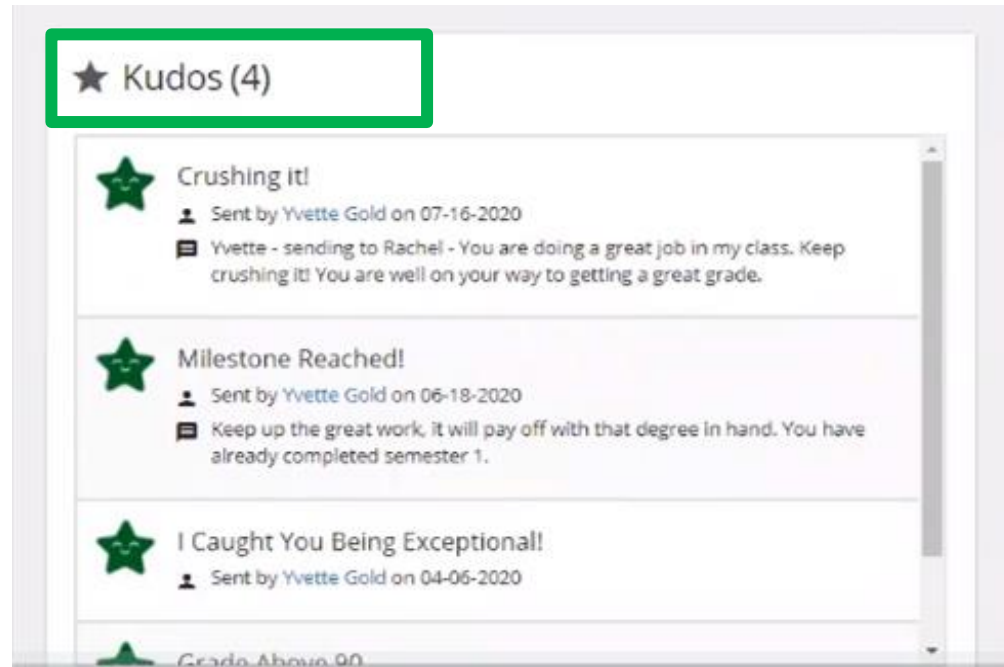 Kudos (4)
Crushing it!
Sent by Yvette Gold on 07-16-2020
Yvette - sending to Rachel - You are doing a great job in my class. Keep
crushing it! You are well on your way to getting a great grade.
Milestone Reached!
Sent by Yvette Gold on 06-18-2020
Keep up the great work, it will pay off with that degree in hand. You have
already completed semester 1.
I Caught You Being Exceptional!
Sent by Yvette Gold on 04-06-2020
Grade Above 90